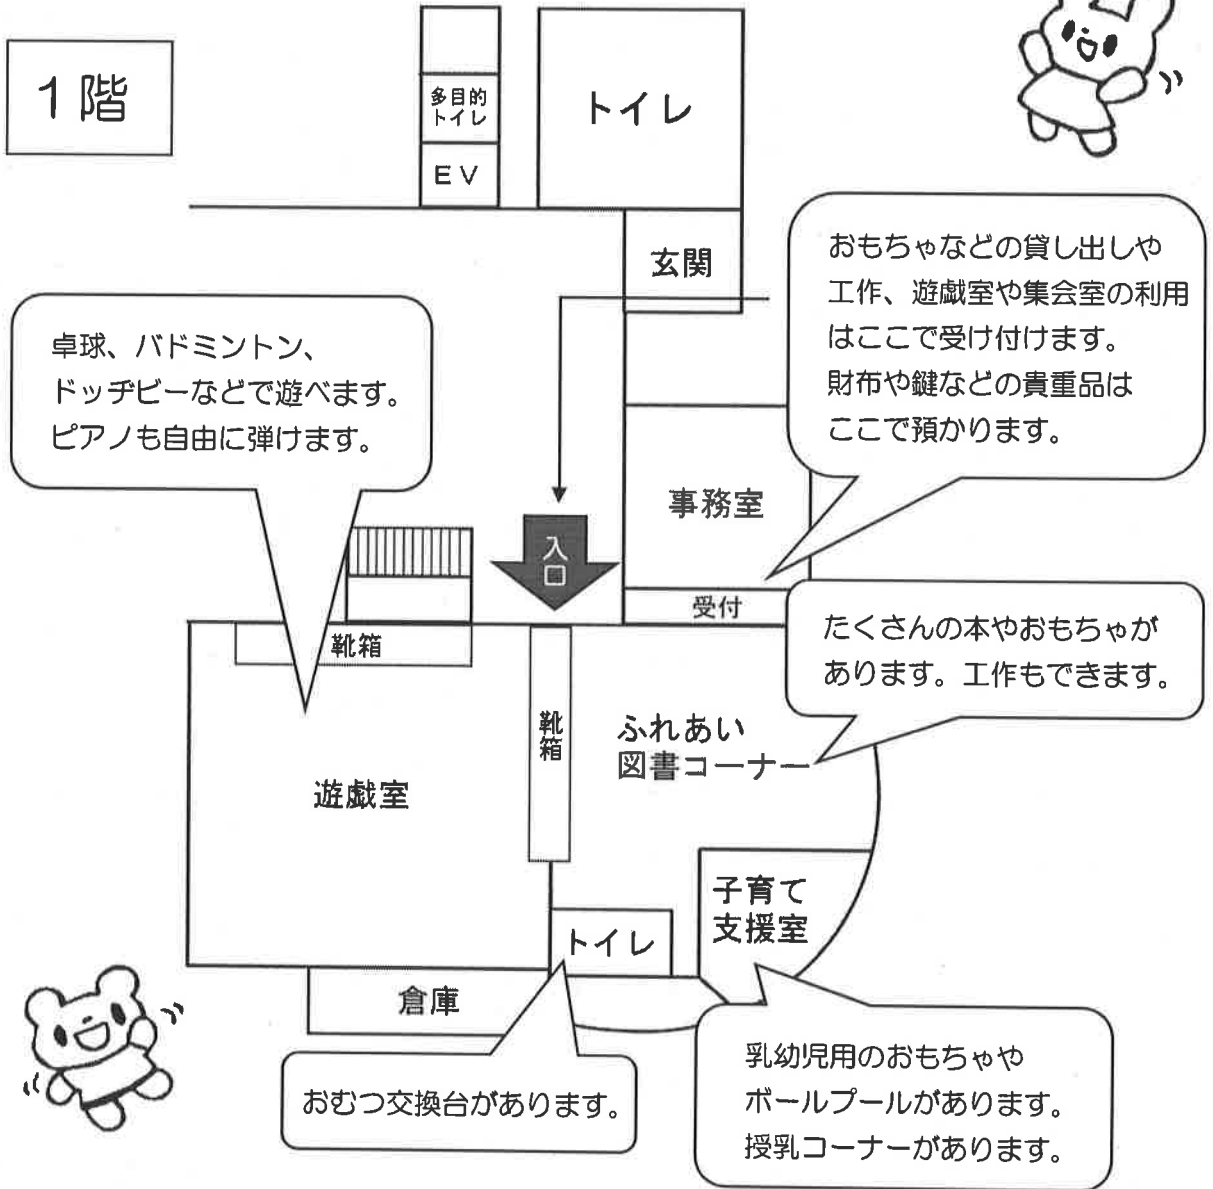 1階
多目的
トイレ
EV
トイレ
玄関
おもちゃなどの貸し出しや
工作、遊戯室や集会室の利用
はここで受け付けます。
財布や鍵などの貴重品は
ここで預かります。
卓球、バドミントン、
ドッヂビーなどで遊べます。
ピアノも自由に弾けます。
事務室
入口
受付
靴箱
たくさんの本やおもちゃが
あります。工作もできます。
靴箱
ふれあい
図書コーナー
遊戯室
子育て
支援室
トイレ
倉庫
おむつ交換台があります。
乳幼児用のおもちゃや
ボールプールがあります。
授乳コーナーがあります。